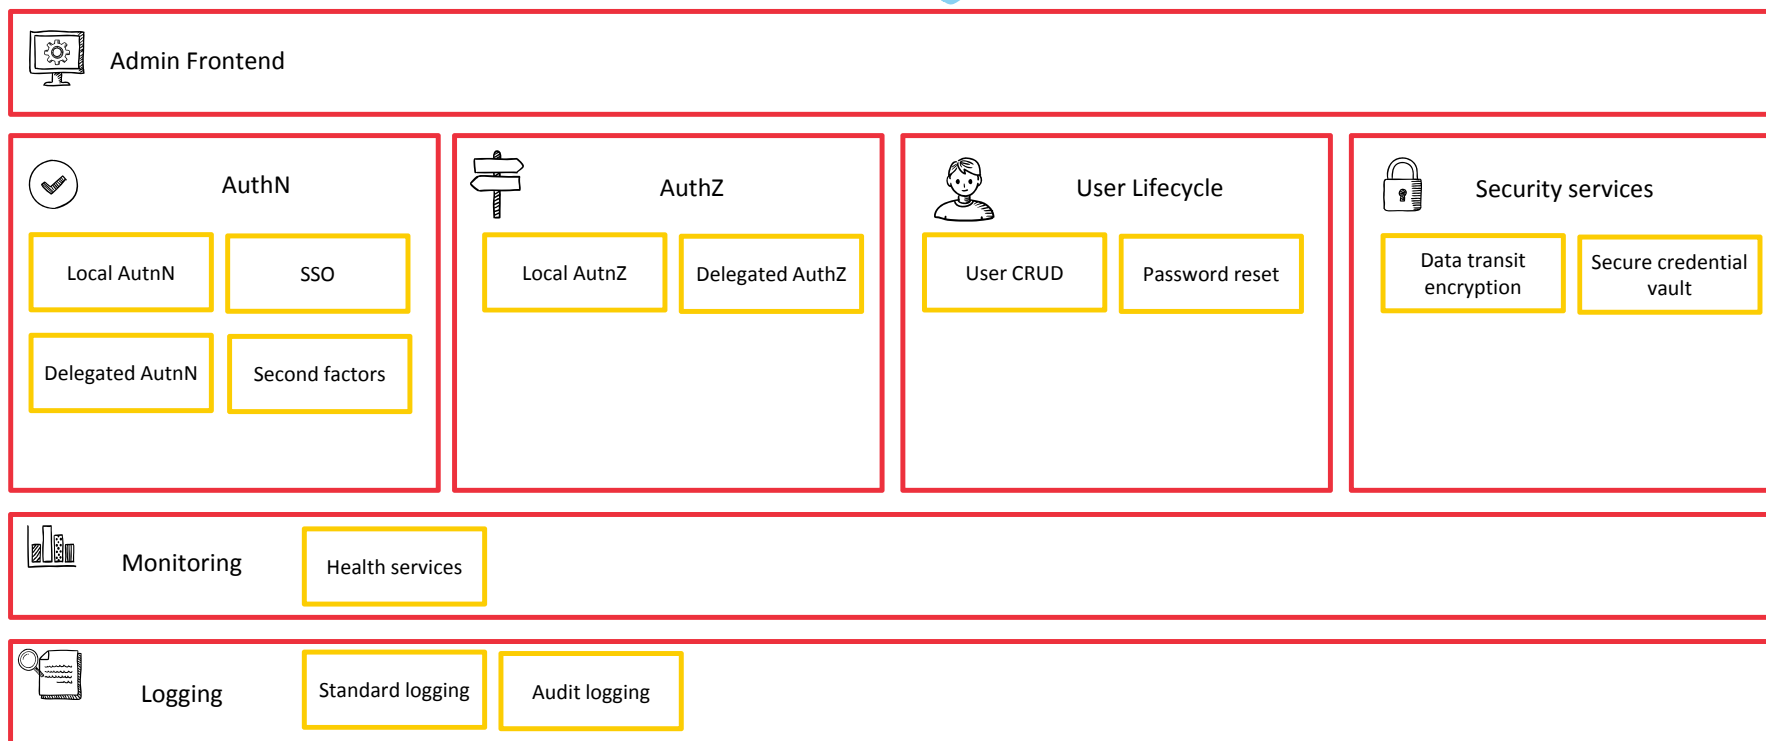 Admin Frontend
AuthN
AuthZ
User Lifecycle
Security services
Local AutnN
SSO
Local AutnZ
Delegated AuthZ
User CRUD
Password reset
Data transit
encryption
Secure credential
vault
Delegated AutnN
Second factors
Monitoring
Health services
Logging
Standard logging
Audit logging